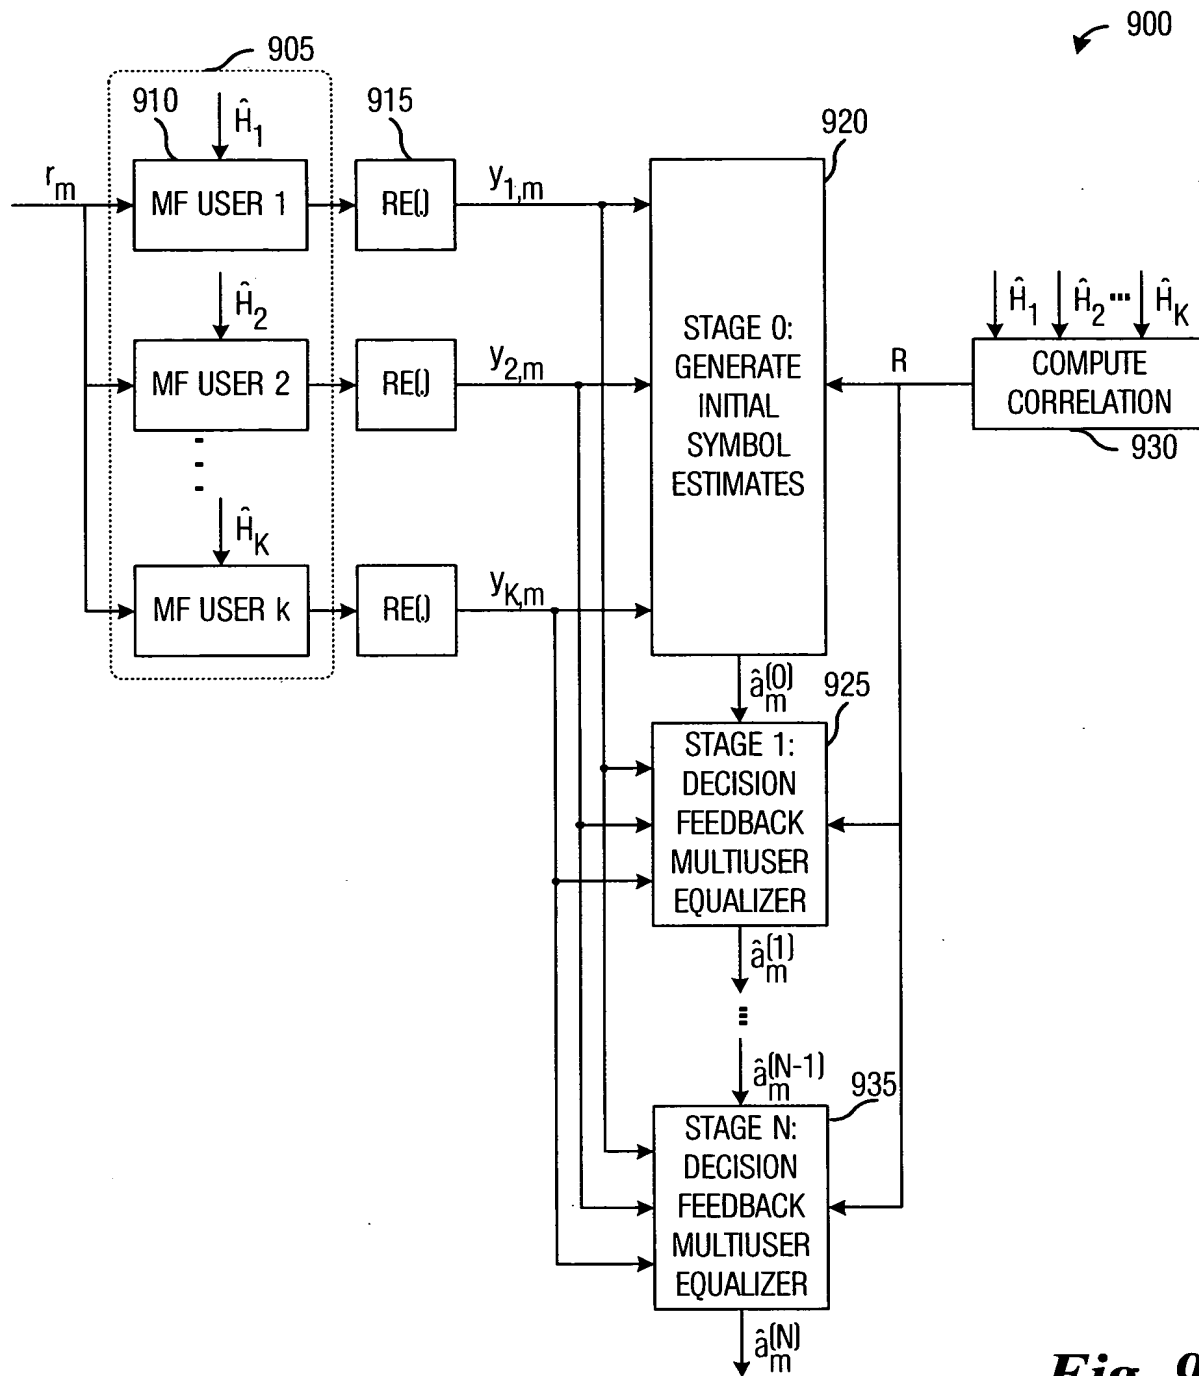 900
905
910
Ĥ1
915
920
rm
MF USER 1
RE(.)
y1,m
Ĥ2
MF USER 2
RE(.)
y2,m
STAGE 0:
GENERATE
INITIAL
SYMBOL
ESTIMATES
R
Ĥ1 Ĥ2 ... ĤK
COMPUTE
CORRELATION
930
ĤK
MF USER k
RE(.)
yK,m
âm(0)
925
STAGE 1:
DECISION
FEEDBACK
MULTIUSER
EQUALIZER
âm(1)
...
âm(N-1)
935
STAGE N:
DECISION
FEEDBACK
MULTIUSER
EQUALIZER
âm(N)
Fig. 9